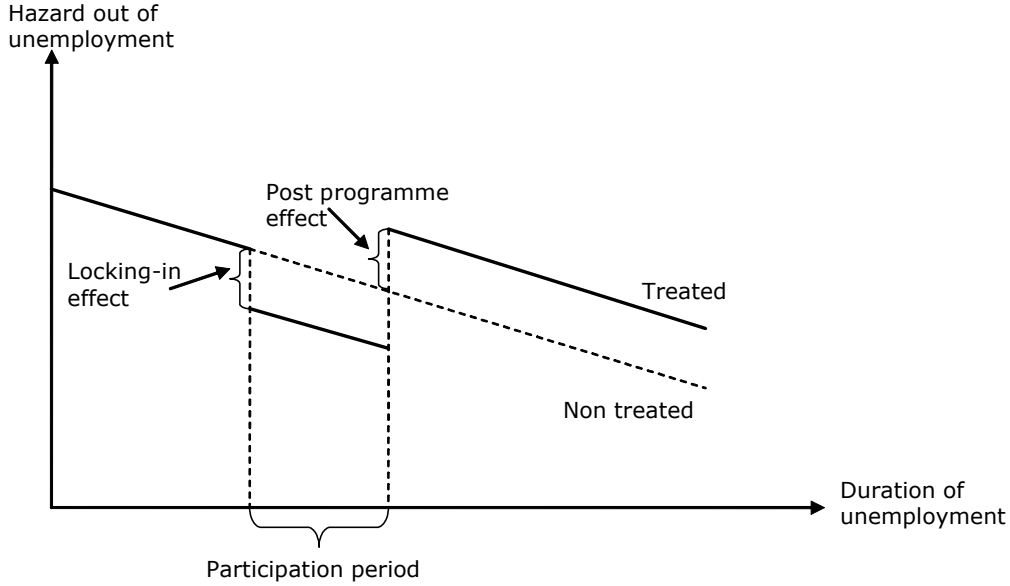 Hazard out of
unemployment
Post programme
effect
Locking-in
effect
Treated
Non treated
Duration of
unemployment
Participation period